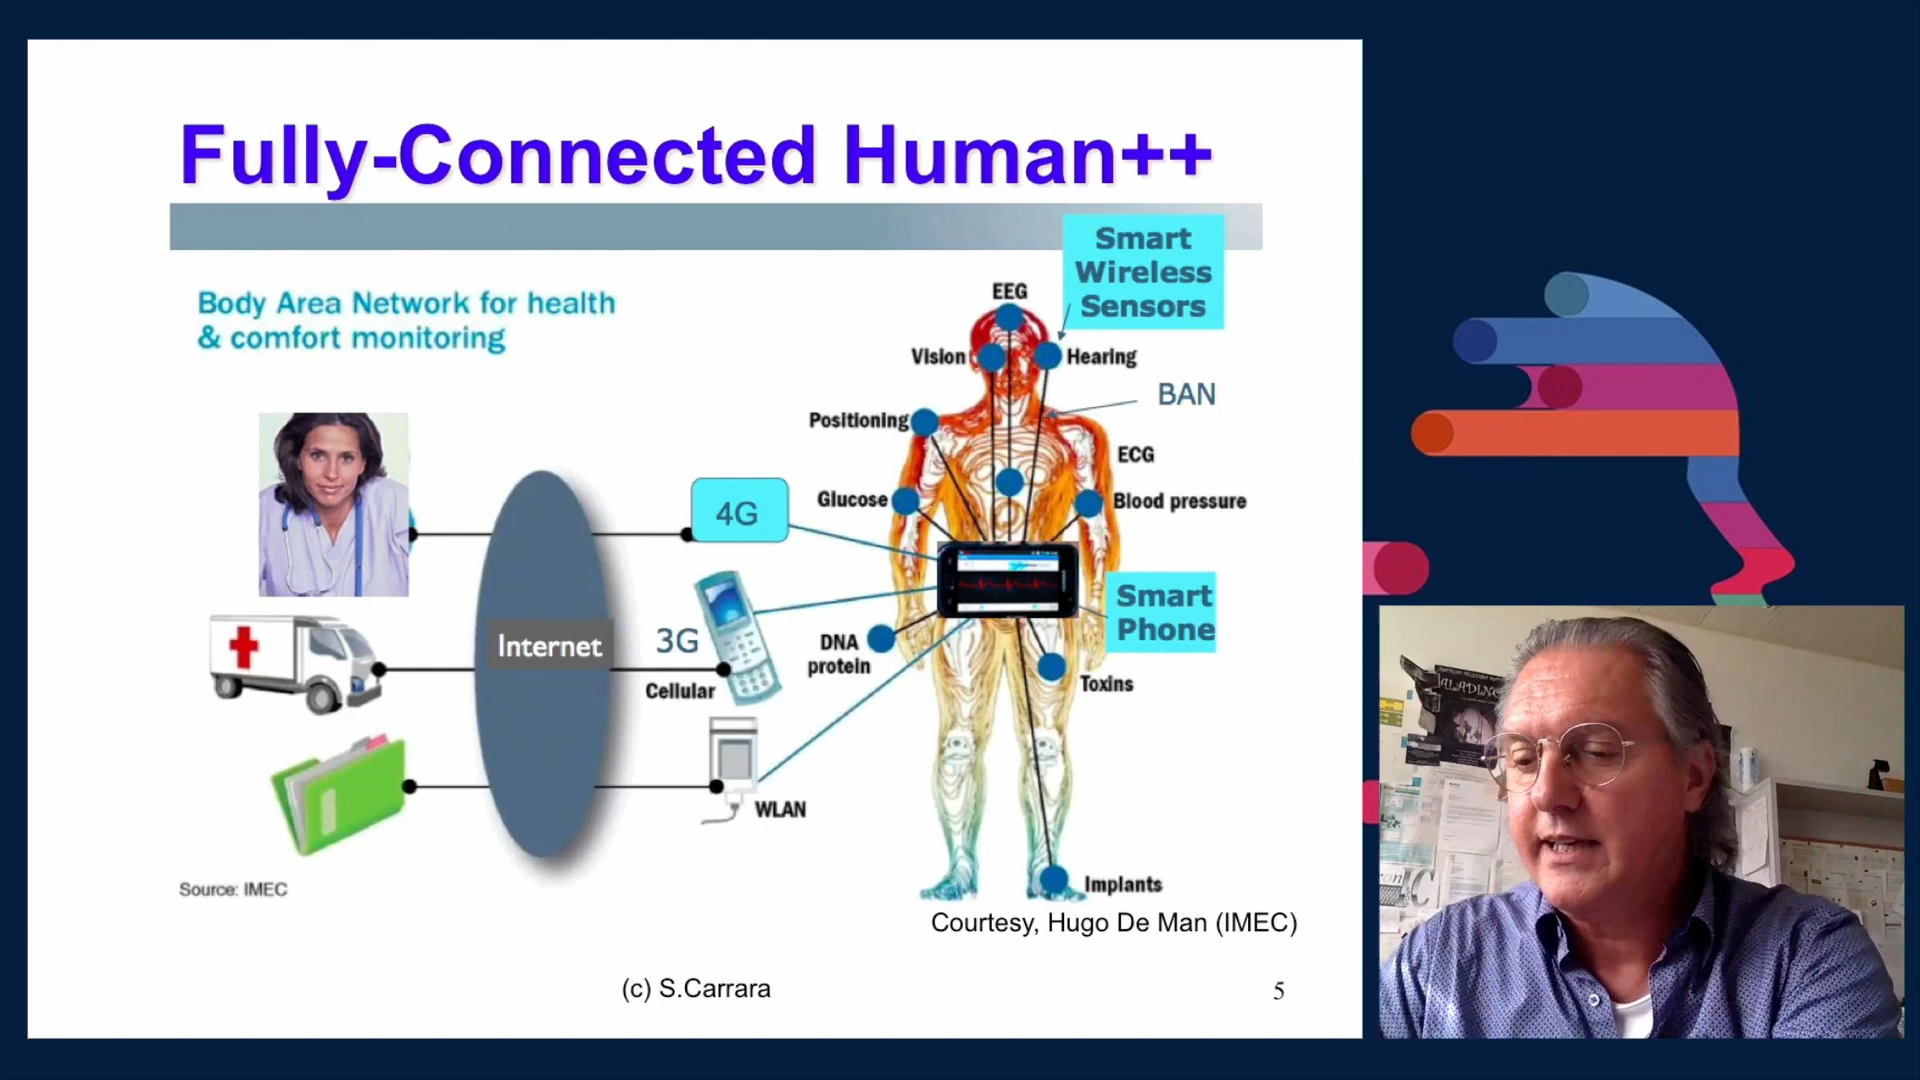 Fully-Connected Human++
Smart
Wireless
Sensors
Body Area Network for health
& comfort monitoring
EEG
Vision
Hearing
BAN
Positioning
ECG
Glucose
Blood pressure
4G
Smart
Phone
Internet
3G
Cellular
DNA
protein
Toxins
WLAN
Implants
Source: IMEC
Courtesy, Hugo De Man (IMEC)
(c) S.Carrara
5